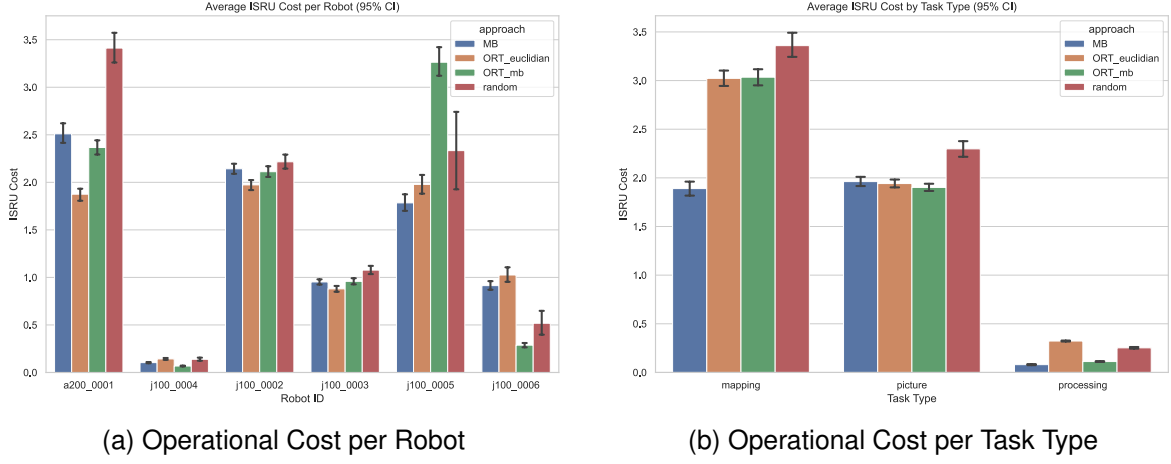 Average ISRU Cost per Robot (95% CI)
approach
MB
ORT_euclidian
ORT_mb
random
3.5
3.0
2.5
2.0
1.5
1.0
0.5
0.0
ISRU Cost
a200_0001 j100_0004 j100_0002 j100_0003 j100_0005 j100_0006
Robot ID
(a) Operational Cost per Robot
Average ISRU Cost by Task Type (95% CI)
approach
MB
ORT_euclidian
ORT_mb
random
3.5
3.0
2.5
2.0
1.5
1.0
0.5
0.0
ISRU Cost
mapping picture processing
Task Type
(b) Operational Cost per Task Type